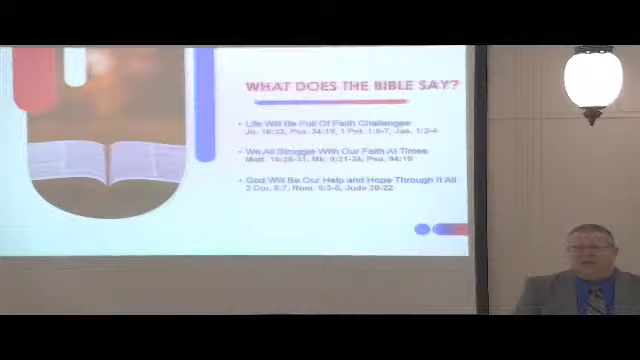 WHAT DOES THE BIBLE SAY?
• Life Will Be Full Of Faith Challenges
Jn. 16:33, Psa. 34:19, 1 Pet. 1:6-7, Jas. 1:2-4
• We All Struggle With Our Faith At Times
Matt. 14:28-31, Mk. 9:21-24, Psa. 94:19
• God Will Be Our Help and Hope Through It All
2 Cor. 5:7, Rom. 5:3-5, Jude 20-22